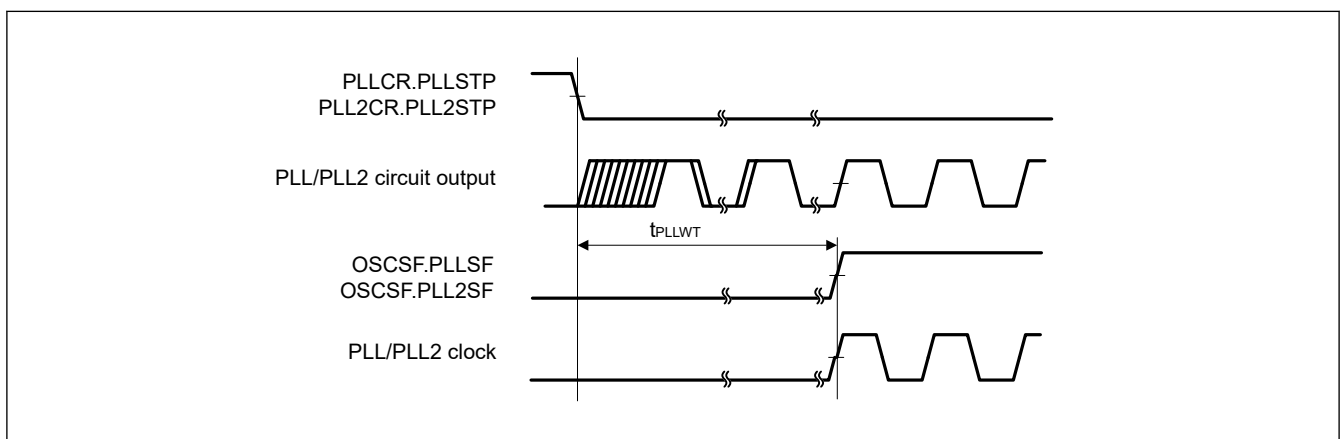 PLLCR.PLLSTP
PLL2CR.PLL2STP
PLL/PLL2 circuit output
tPLLWT
OSCSF.PLLSF
OSCSF.PLL2SF
PLL/PLL2 clock